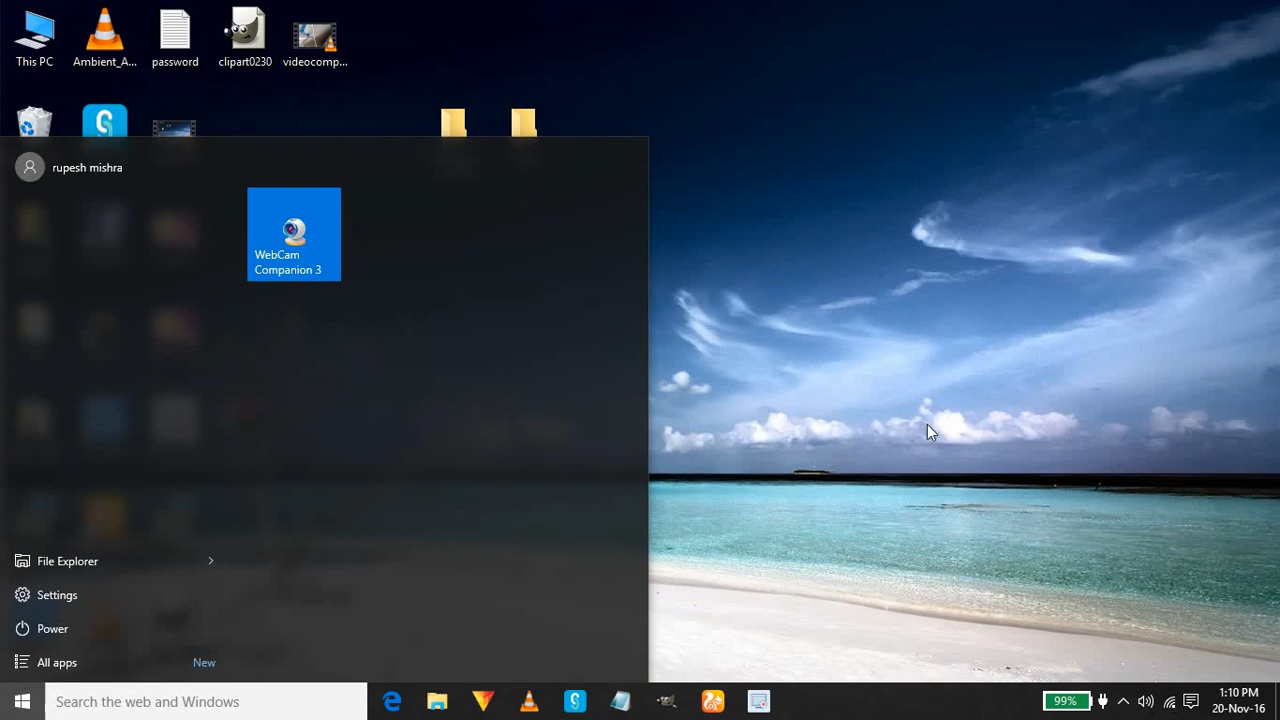 This PC
Ambient_A...
password
clipart0230
videocomp...
rupesh mishra
WebCam
Companion 3
File Explorer
Settings
Power
All apps
New
Search the web and Windows
99%
1:10 PM
20-Nov-16